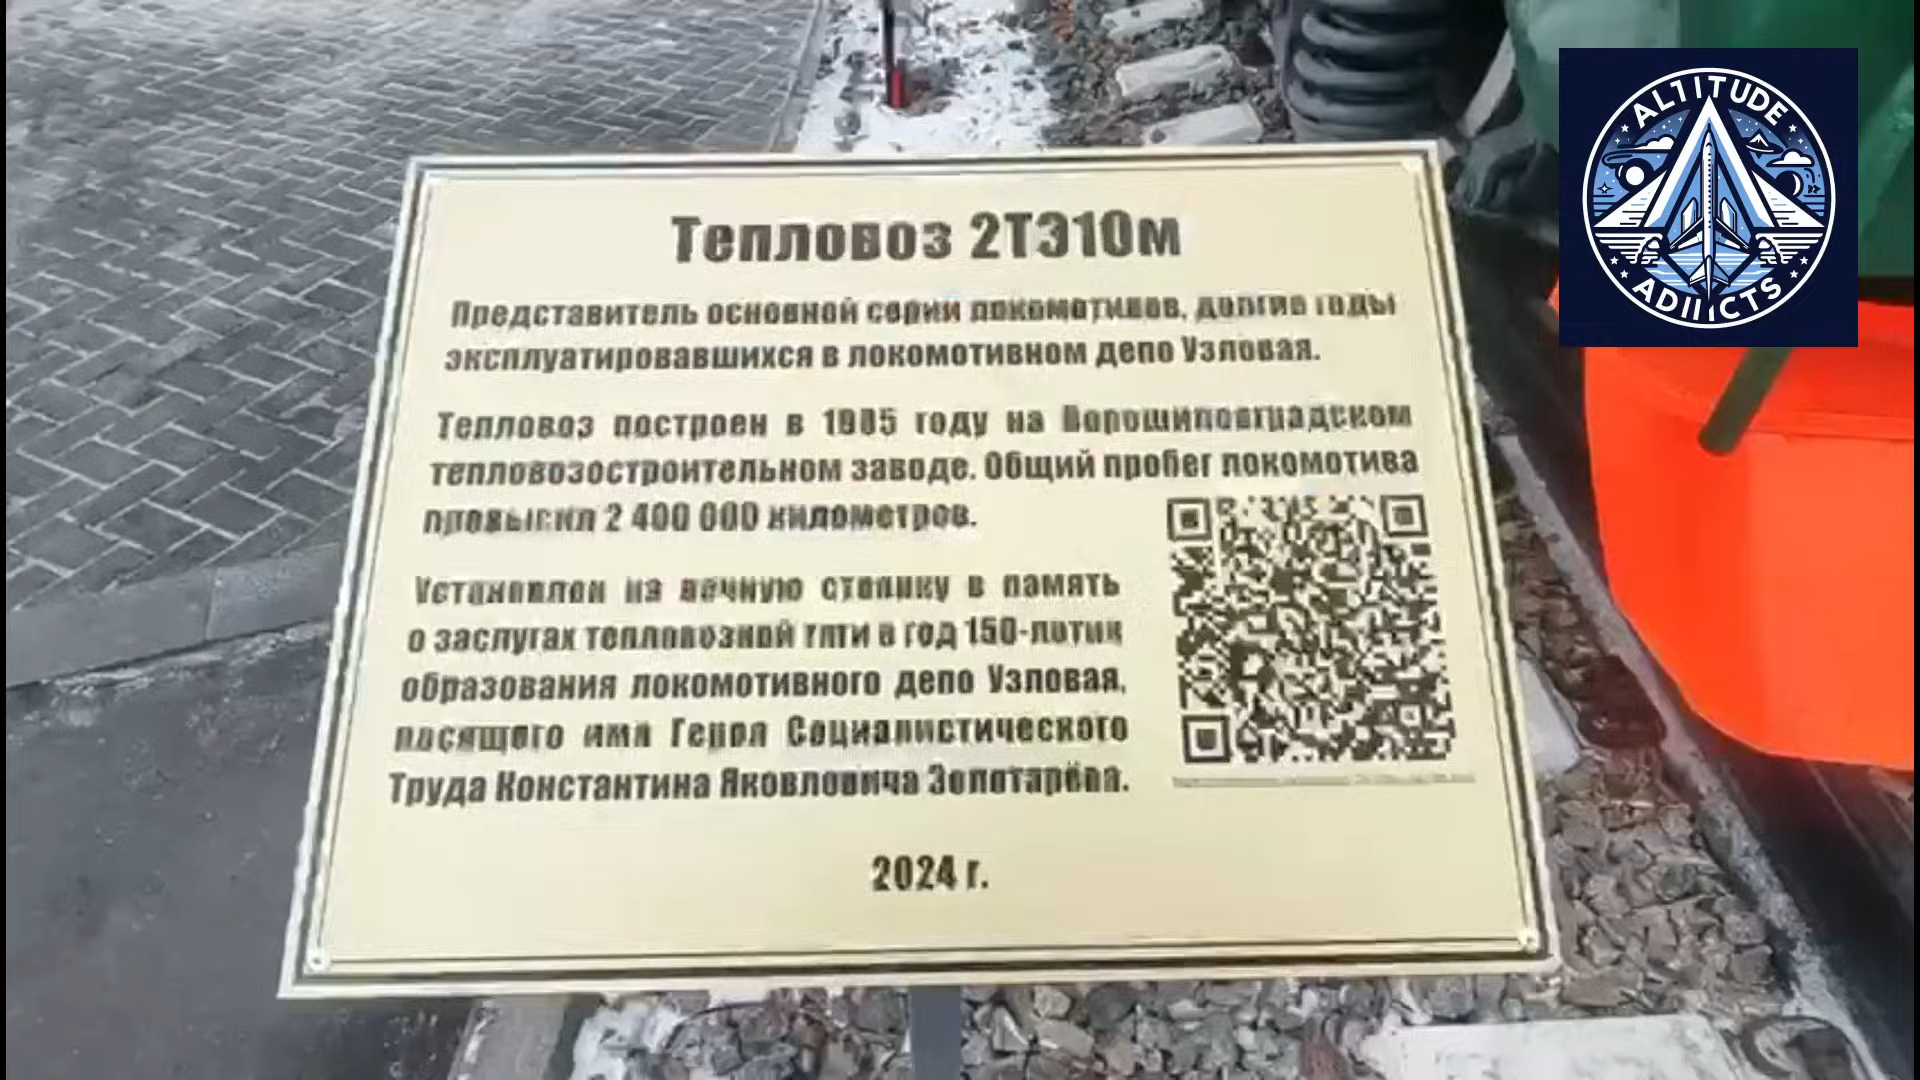 ALTITUDE
ADIICTS
Тепловоз 2ТЭ10м
Представитель основной серии локомотивов, долгие годы
эксплуатировавшихся в локомотивном депо Узловая.
Тепловоз построен в 1985 году на Ворошиловградском
тепловозостроительном заводе. Общий пробег локомотива
превысил 2 400 000 километров.
Установлен на вечную стоянку в память
о заслугах тепловозной тяги в год 150-летия
образования локомотивного депо Узловая,
носящего имя Героя Социалистического
Труда Константина Яковлевича Золотарёва.
2024 г.